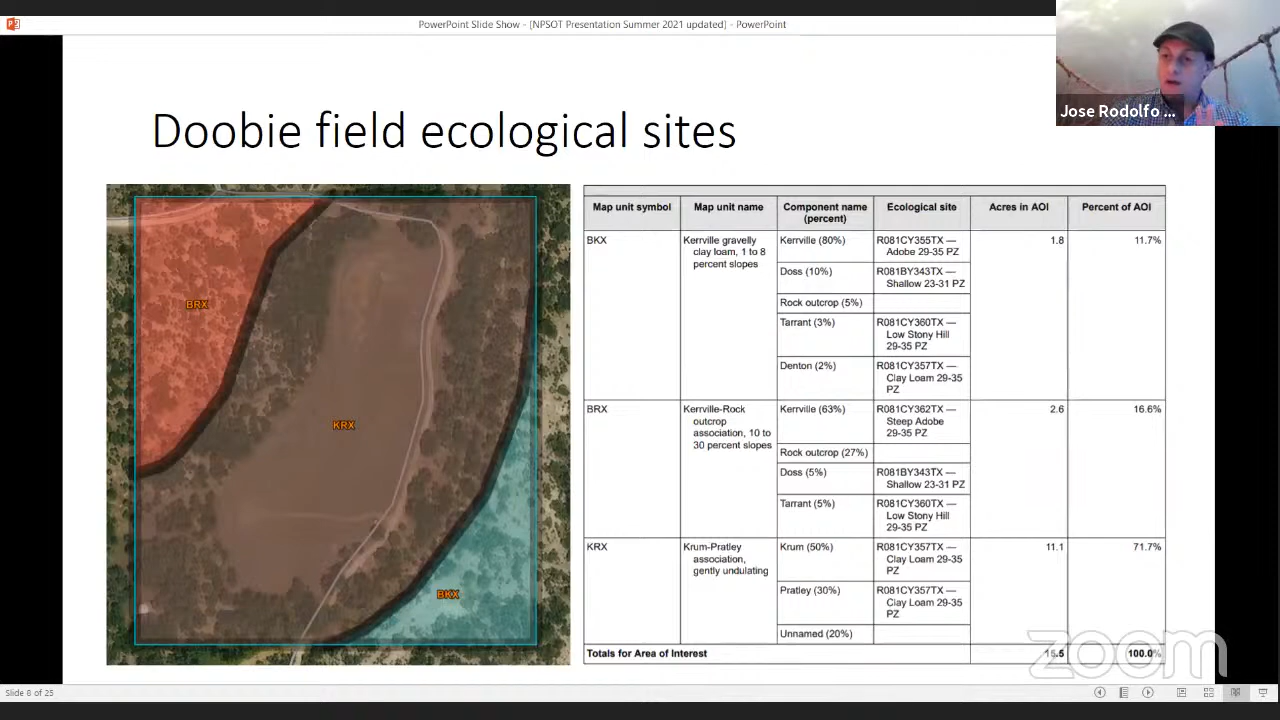 PowerPoint Slide Show - [NPSOT Presentation Summer 2021 updated] - PowerPoint
Jose Rodolfo ...
Doobie field ecological sites
BRX
KRX
BKX
Map unit symbol Map unit name Component name (percent) Ecological site Acres in AOI Percent of AOI
BKX Kerrville gravelly clay loam, 1 to 8 percent slopes Kerrville (80%) R081CY355TX — Adobe 29-35 PZ 1.8 11.7%
Doss (10%) R081BY343TX — Shallow 23-31 PZ
Rock outcrop (5%)
Tarrant (3%) R081CY360TX — Low Stony Hill 29-35 PZ
Denton (2%) R081CY357TX — Clay Loam 29-35 PZ
BRX Kerrville-Rock outcrop association, 10 to 30 percent slopes Kerrville (63%) R081CY362TX — Steep Adobe 29-35 PZ 2.6 16.6%
Rock outcrop (27%)
Doss (5%) R081BY343TX — Shallow 23-31 PZ
Tarrant (5%) R081CY360TX — Low Stony Hill 29-35 PZ
KRX Krum-Pratley association, gently undulating Krum (50%) R081CY357TX — Clay Loam 29-35 PZ 11.1 71.7%
Pratley (30%) R081CY357TX — Clay Loam 29-35 PZ
Unnamed (20%)
Totals for Area of Interest 15.5 100.0%
zoom
Slide 8 of 25